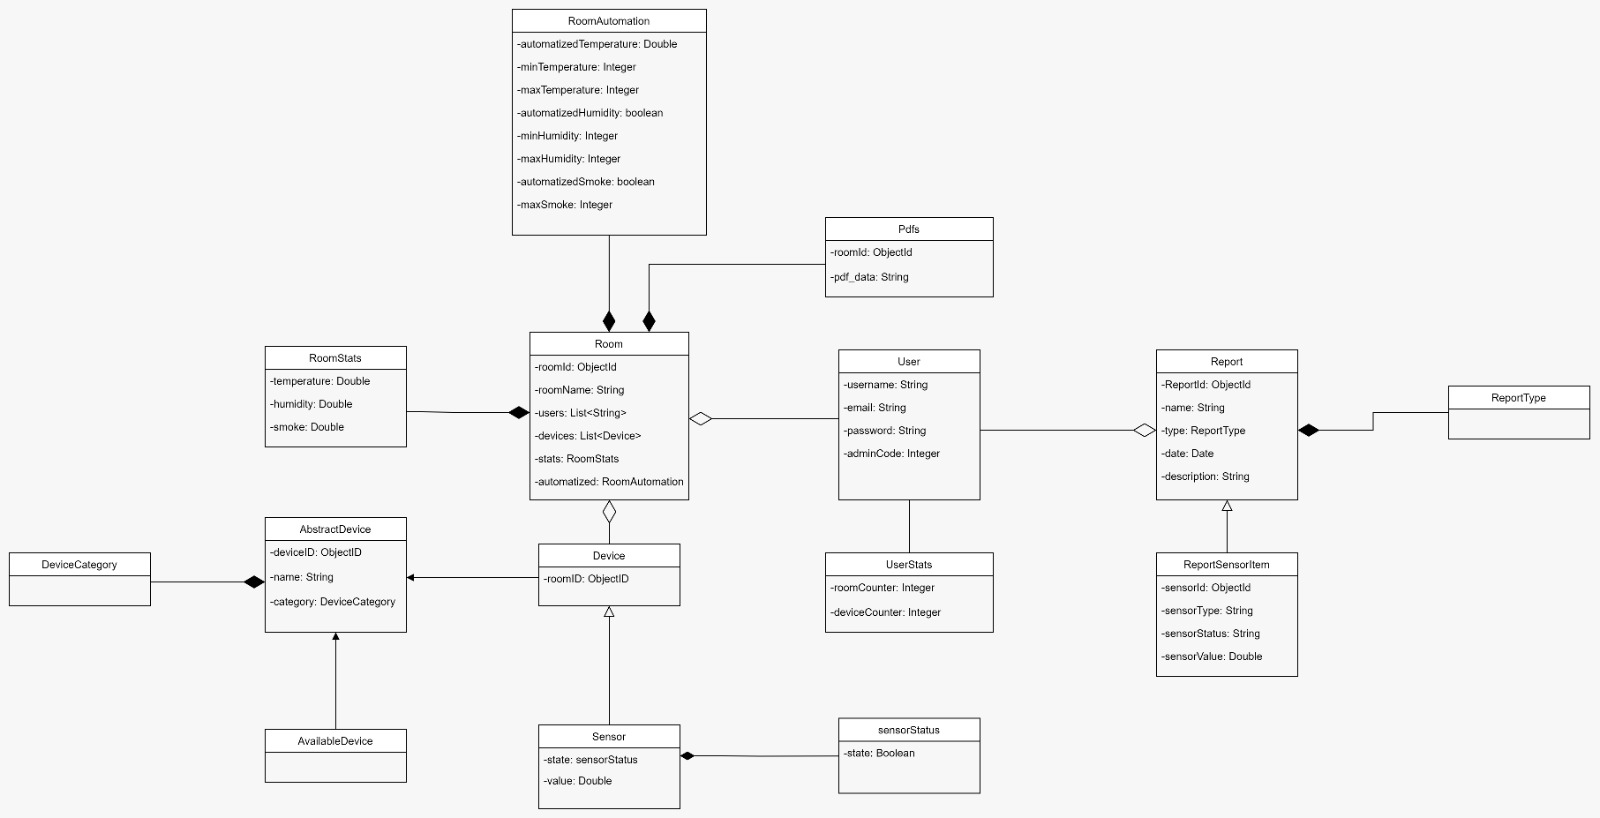 RoomAutomation
-automatizedTemperature: Double
-minTemperature: Integer
-maxTemperature: Integer
-automatizedHumidity: boolean
-minHumidity: Integer
-maxHumidity: Integer
-automatizedSmoke: boolean
-maxSmoke: Integer
Pdfs
-roomId: ObjectId
-pdf_data: String
RoomStats
-temperature: Double
-humidity: Double
-smoke: Double
Room
-roomId: ObjectId
-roomName: String
-users: List<String>
-devices: List<Device>
-stats: RoomStats
-automatized: RoomAutomation
User
-username: String
-email: String
-password: String
-adminCode: Integer
Report
-ReportId: ObjectId
-name: String
-type: ReportType
-date: Date
-description: String
ReportType
DeviceCategory
AbstractDevice
-deviceID: ObjectID
-name: String
-category: DeviceCategory
Device
-roomID: ObjectID
UserStats
-roomCounter: Integer
-deviceCounter: Integer
ReportSensorItem
-sensorId: ObjectId
-sensorType: String
-sensorStatus: String
-sensorValue: Double
AvailableDevice
Sensor
-state: sensorStatus
-value: Double
sensorStatus
-state: Boolean